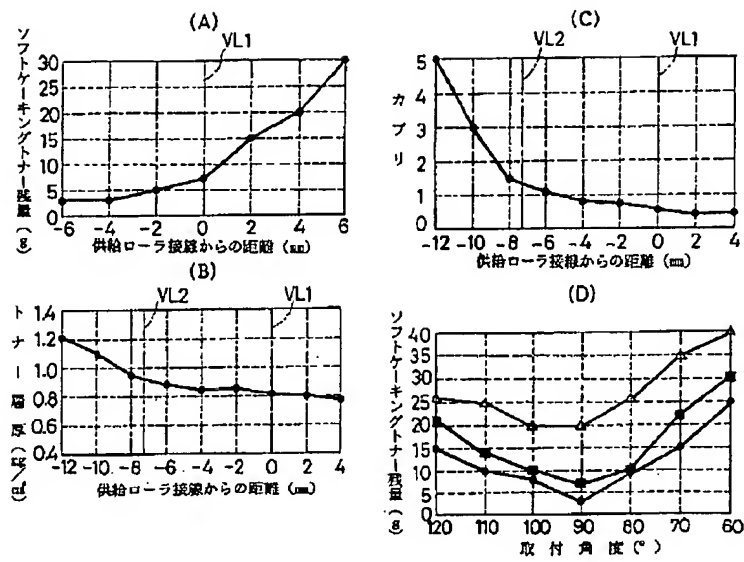 (A)
VL1
ソフトケーキングトナー残量(g)
30
25
20
15
10
5
0
-6 -4 -2 0 2 4 6
供給ローラ接線からの距離(㎜)
(B)
VL2 VL1
トナー層厚
1.4
1.2
1.0
0.8
0.6
0.4
-12 -10 -8 -6 -4 -2 0 2 4
供給ローラ接線からの距離(㎜)
(C)
VL2 VL1
カブリ
5
4
3
2
1
0
-12 -10 -8 -6 -4 -2 0 2 4
供給ローラ接線からの距離(㎜)
(D)
ソフトケーキングトナー残量(g)
40
35
30
25
20
15
10
5
0
120 110 100 90 80 70 60
取付角度(°)